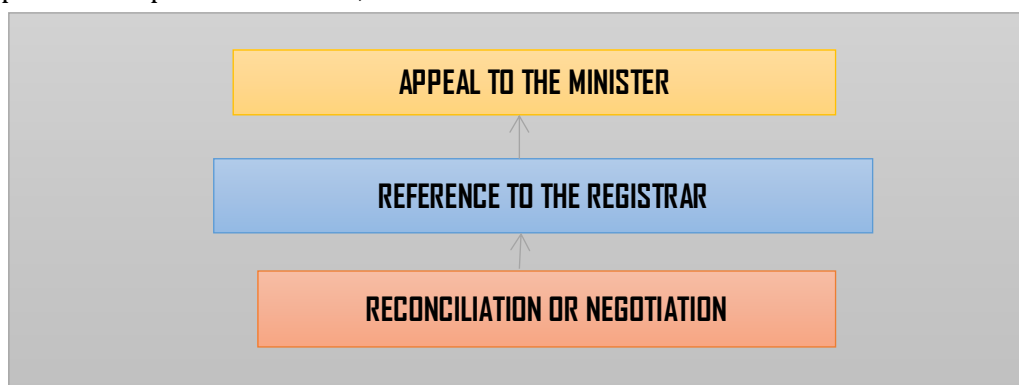 APPEAL TO THE MINISTER
REFERENCE TO THE REGISTRAR
RECONCILIATION OR NEGOTIATION